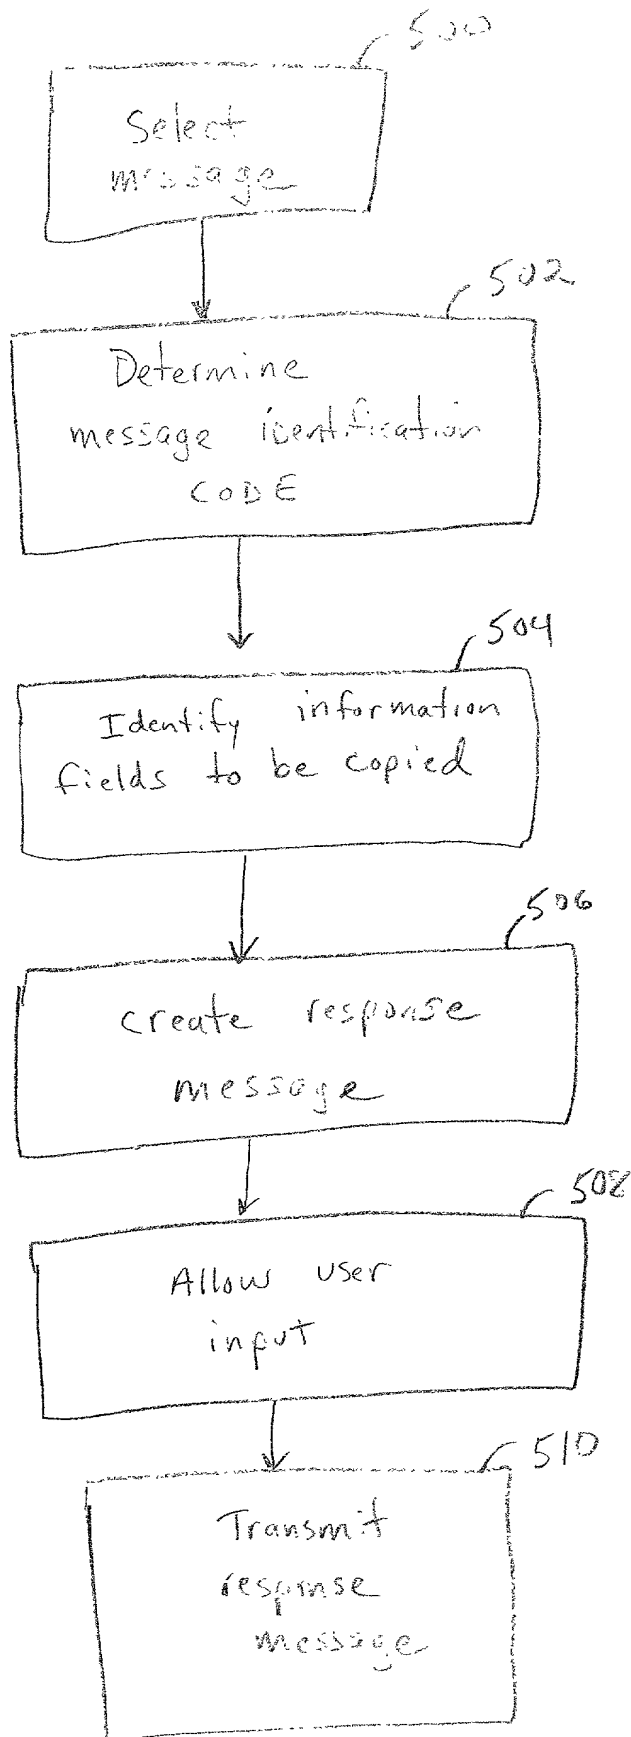 500
Select
message
502
Determine
message identification
CODE
504
Identify information
fields to be copied
506
create response
message
508
Allow user
input
510
Transmit
response
message